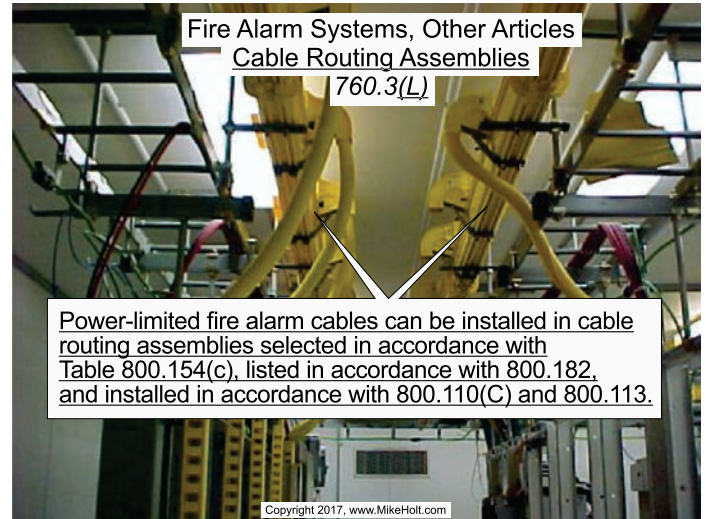 Fire Alarm Systems, Other Articles
Cable Routing Assemblies
760.3(L)
Power-limited fire alarm cables can be installed in cable
routing assemblies selected in accordance with
Table 800.154(c), listed in accordance with 800.182,
and installed in accordance with 800.110(C) and 800.113.
Copyright 2017, www.MikeHolt.com